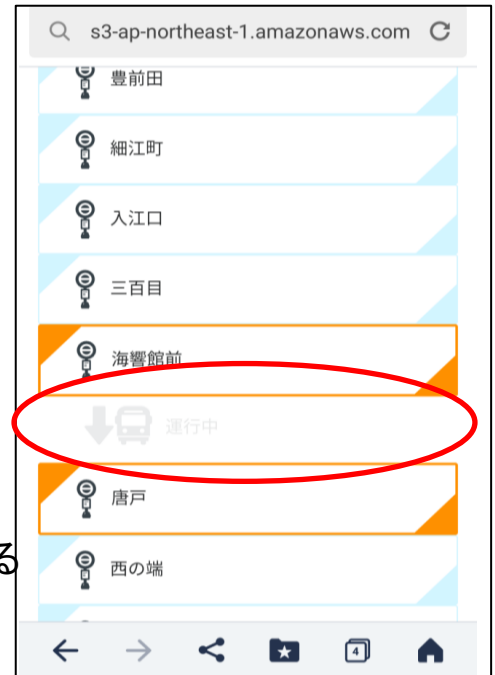 s3-ap-northeast-1.amazonaws.com
豊前田
細江町
入江口
三百目
海響館前
運行中
唐戸
る
西の端
4